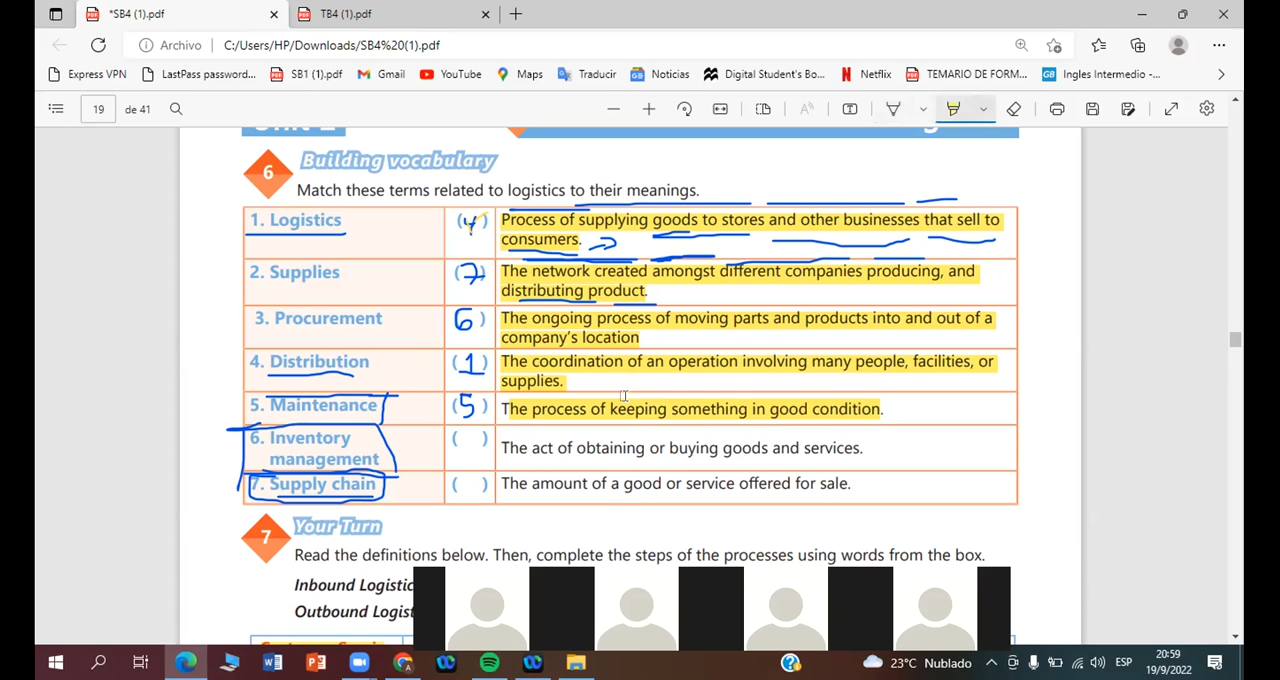 *SB4 (1).pdf
TB4 (1).pdf
Archivo
C:/Users/HP/Downloads/SB4%20(1).pdf
Express VPN
LastPass password...
SB1 (1).pdf
Gmail
YouTube
Maps
Traducir
Noticias
Digital Student's Bo...
Netflix
TEMARIO DE FORM...
Ingles Intermedio -...
19
de 41
6
Building vocabulary
Match these terms related to logistics to their meanings.
1. Logistics
(4)
Process of supplying goods to stores and other businesses that sell to
consumers.
2. Supplies
(7)
The network created amongst different companies producing, and
distributing product.
3. Procurement
6 )
The ongoing process of moving parts and products into and out of a
company's location
4. Distribution
(1)
The coordination of an operation involving many people, facilities, or
supplies.
5. Maintenance
(5)
The process of keeping something in good condition.
6. Inventory
management
( )
The act of obtaining or buying goods and services.
7. Supply chain
( )
The amount of a good or service offered for sale.
7
Your Turn
Read the definitions below. Then, complete the steps of the processes using words from the box.
Inbound Logistic
Outbound Logist
23°C Nublado
ESP
20:59
19/9/2022